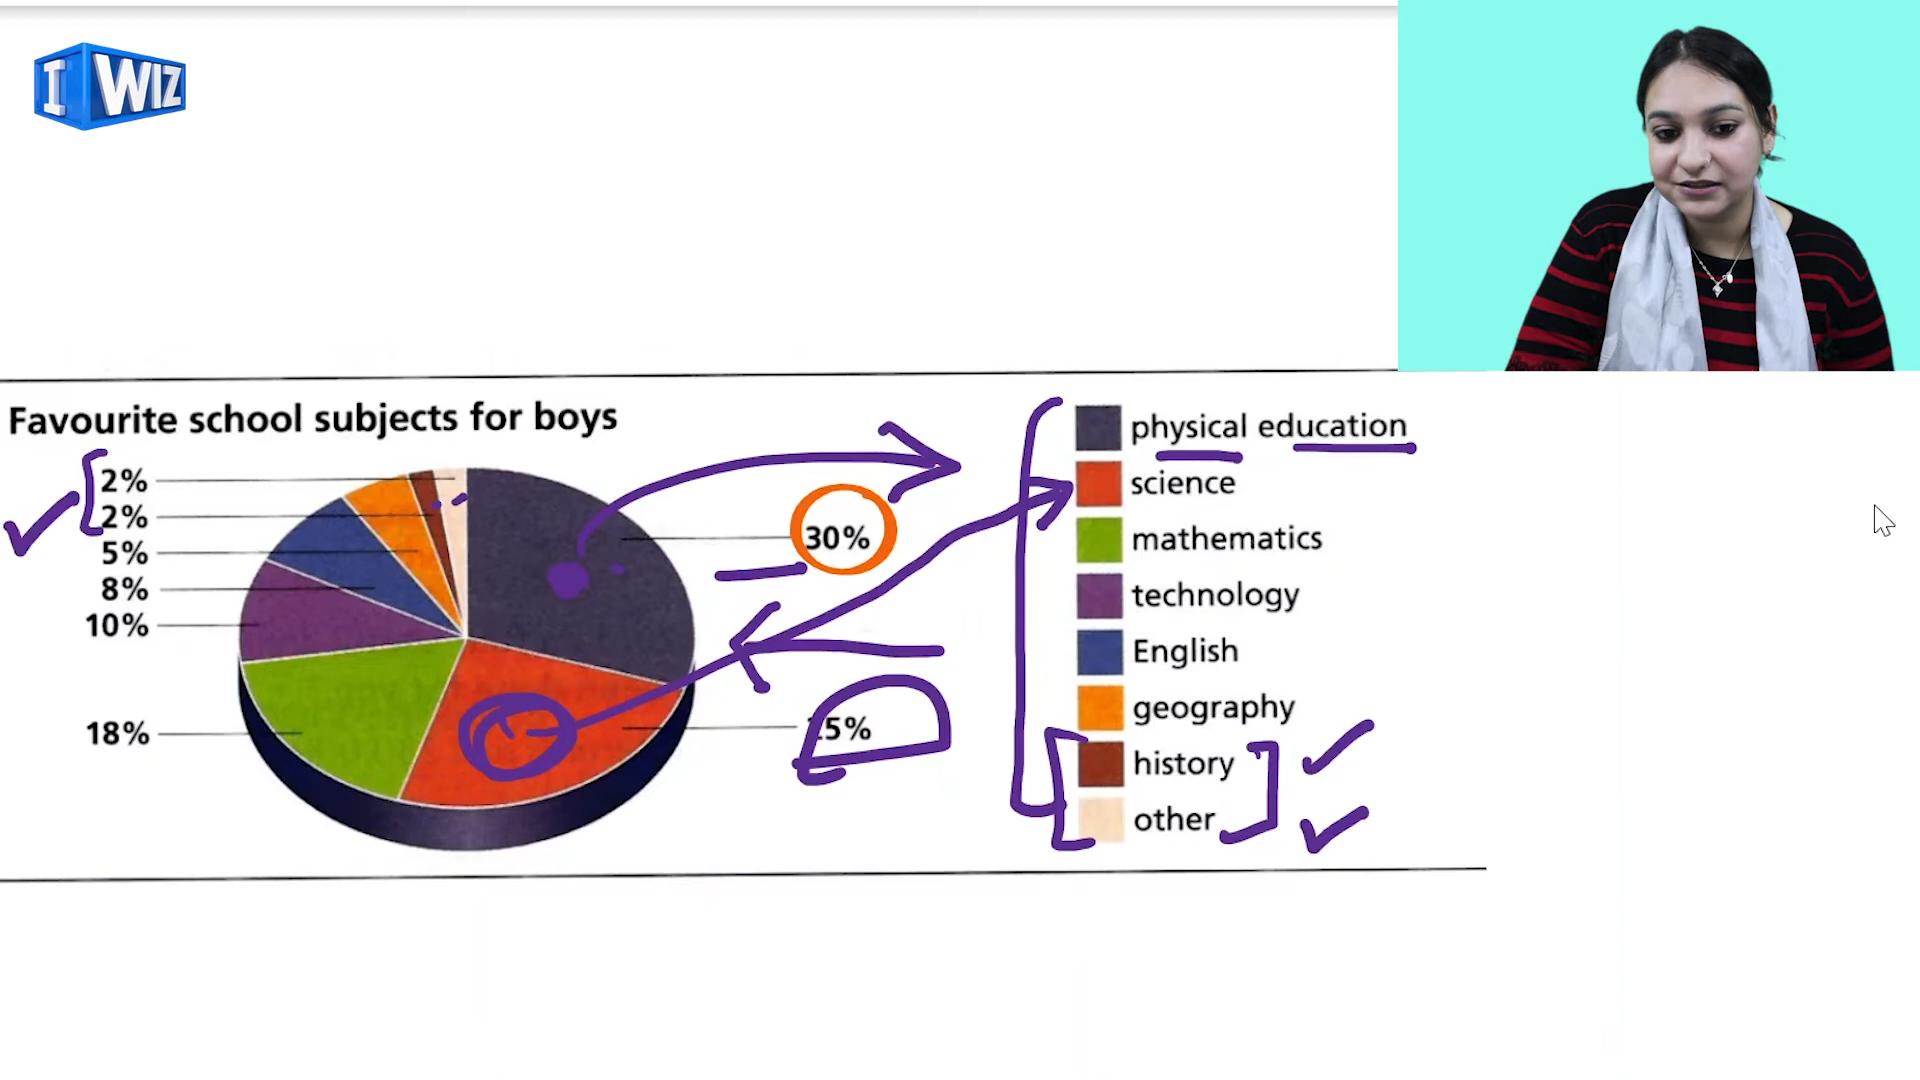 I WIZ
Favourite school subjects for boys
2%
2%
5%
8%
10%
18%
30%
physical education
science
mathematics
technology
English
geography
history
other